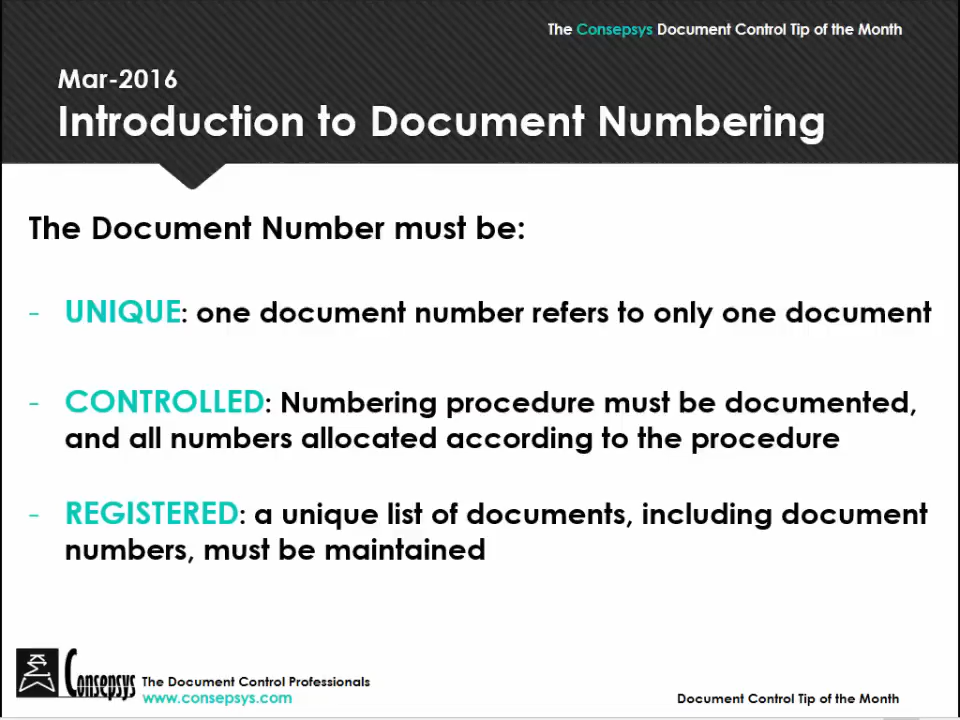 The Consepsys Document Control Tip of the Month
Mar-2016
Introduction to Document Numbering
The Document Number must be:
- UNIQUE: one document number refers to only one document
- CONTROLLED: Numbering procedure must be documented,
and all numbers allocated according to the procedure
- REGISTERED: a unique list of documents, including document
numbers, must be maintained
Consepsys The Document Control Professionals
www.consepsys.com
Document Control Tip of the Month